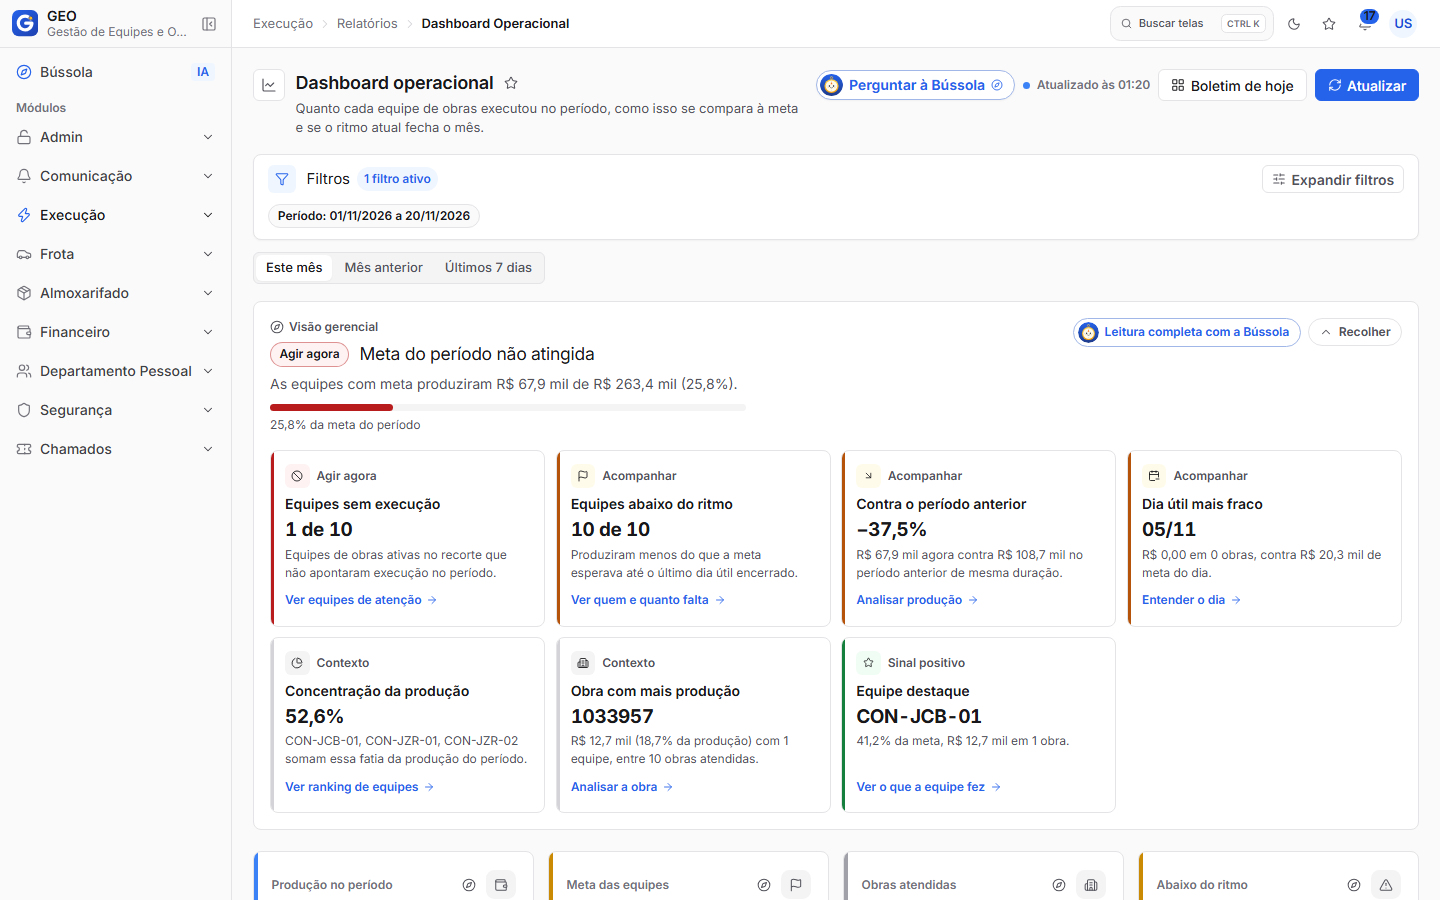 GEO
Gestão de Equipes e O...
Execução
Relatórios
Dashboard Operacional
Buscar telas
CTRL K
17
US
Bússola
IA
Módulos
Admin
Comunicação
Execução
Frota
Almoxarifado
Financeiro
Departamento Pessoal
Segurança
Chamados
Dashboard operacional
Quanto cada equipe de obras executou no período, como isso se compara à meta
e se o ritmo atual fecha o mês.
Perguntar à Bússola
Atualizado às 01:20
Boletim de hoje
Atualizar
Filtros
1 filtro ativo
Expandir filtros
Período: 01/11/2026 a 20/11/2026
Este mês
Mês anterior
Últimos 7 dias
Visão gerencial
Leitura completa com a Bússola
Recolher
Agir agora
Meta do período não atingida
As equipes com meta produziram R$ 67,9 mil de R$ 263,4 mil (25,8%).
25,8% da meta do período
Agir agora
Equipes sem execução
1 de 10
Equipes de obras ativas no recorte que
não apontaram execução no período.
Ver equipes de atenção
Acompanhar
Equipes abaixo do ritmo
10 de 10
Produziram menos do que a meta
esperava até o último dia útil encerrado.
Ver quem e quanto falta
Acompanhar
Contra o período anterior
−37,5%
R$ 67,9 mil agora contra R$ 108,7 mil no
período anterior de mesma duração.
Analisar produção
Acompanhar
Dia útil mais fraco
05/11
R$ 0,00 em 0 obras, contra R$ 20,3 mil de
meta do dia.
Entender o dia
Contexto
Concentração da produção
52,6%
CON-JCB-01, CON-JZR-01, CON-JZR-02
somam essa fatia da produção do período.
Ver ranking de equipes
Contexto
Obra com mais produção
1033957
R$ 12,7 mil (18,7% da produção) com 1
equipe, entre 10 obras atendidas.
Analisar a obra
Sinal positivo
Equipe destaque
CON-JCB-01
41,2% da meta, R$ 12,7 mil em 1 obra.
Ver o que a equipe fez
Produção no período
Meta das equipes
Obras atendidas
Abaixo do ritmo